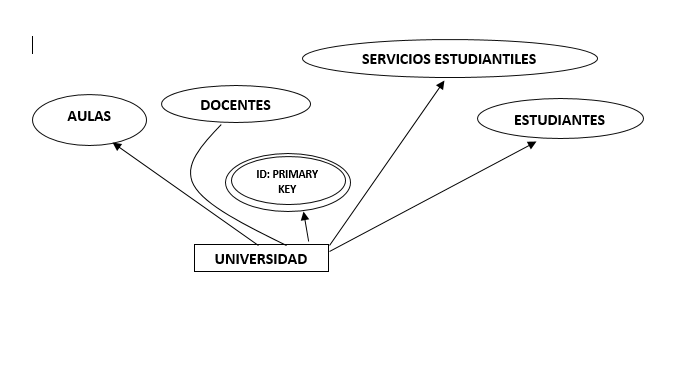 SERVICIOS ESTUDIANTILES
AULAS
DOCENTES
ESTUDIANTES
ID: PRIMARY
KEY
UNIVERSIDAD